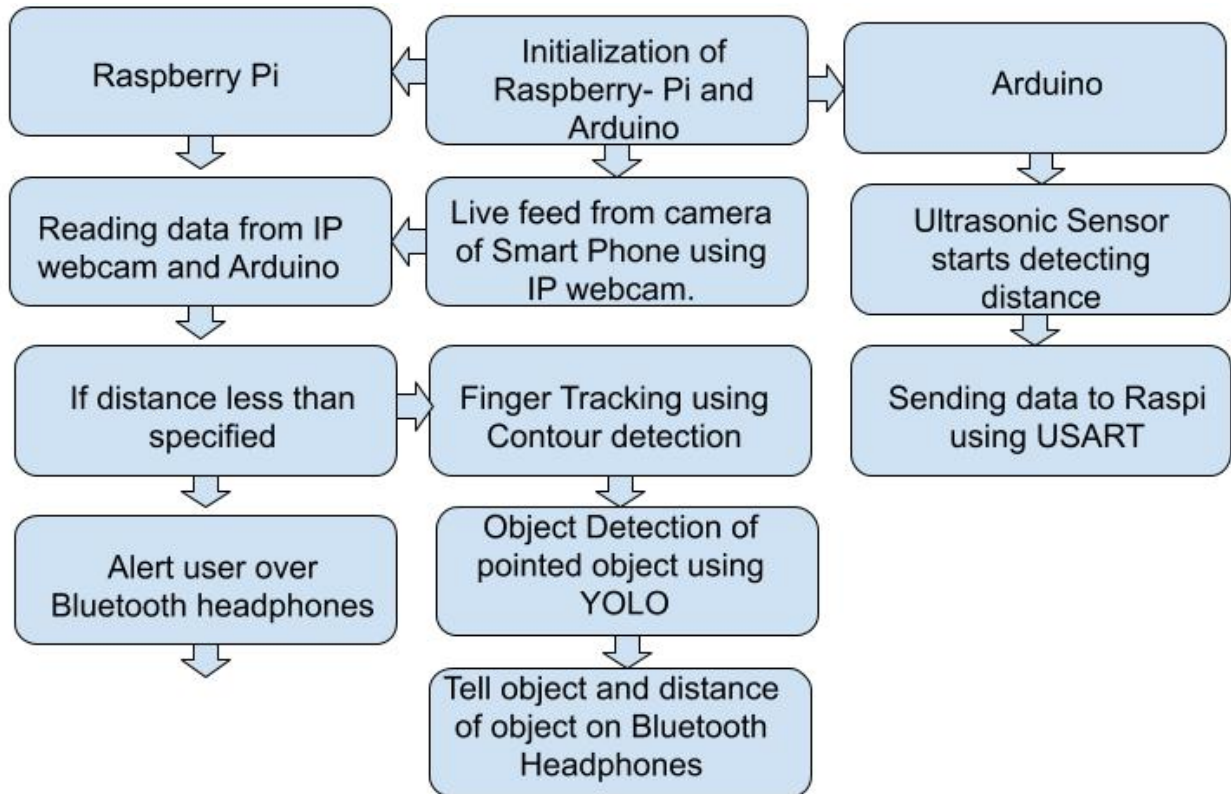 Raspberry Pi
Initialization of
Raspberry- Pi and
Arduino
Arduino
Reading data from IP
webcam and Arduino
Live feed from camera
of Smart Phone using
IP webcam.
Ultrasonic Sensor
starts detecting
distance
If distance less than
specified
Finger Tracking using
Contour detection
Sending data to Raspi
using USART
Alert user over
Bluetooth headphones
Object Detection of
pointed object using
YOLO
Tell object and distance
of object on Bluetooth
Headphones